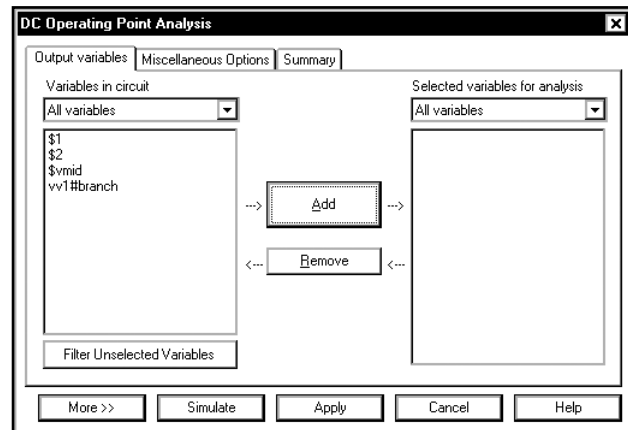 DC Operating Point Analysis
Output variables Miscellaneous Options Summary
Variables in circuit
All variables
$1
$2
$vmid
vv1#branch
Filter Unselected Variables
---> Add --->
<--- Remove <---
Selected variables for analysis
All variables
More >> Simulate Apply Cancel Help